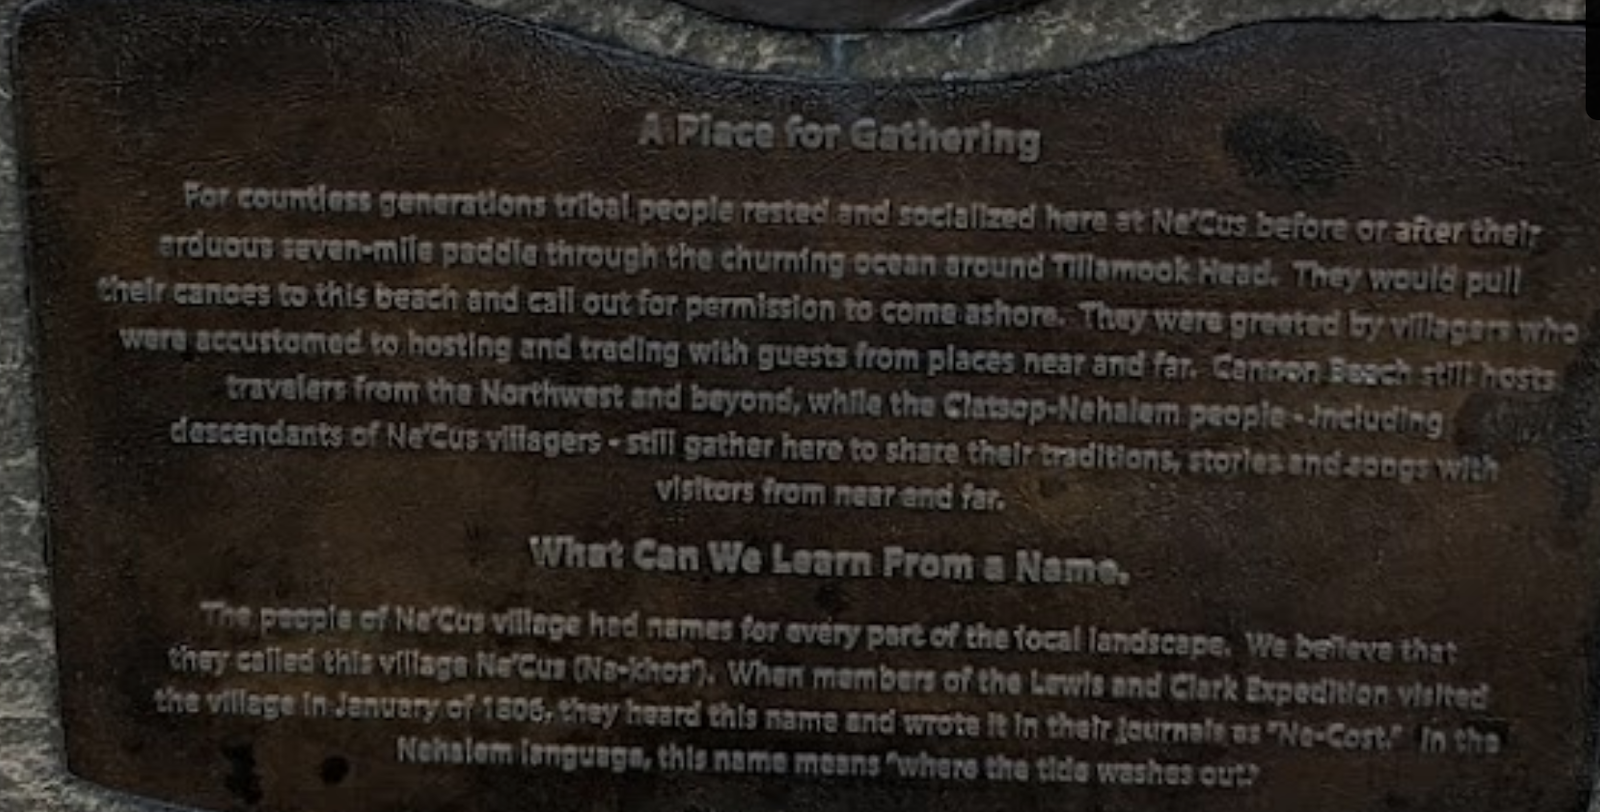 A Place for Gathering
For countless generations tribal people rested and socialized here at Ne'Cus before or after their
arduous seven-mile paddle through the churning ocean around Tillamook Head. They would pull
their canoes to this beach and call out for permission to come ashore. They were greeted by villagers who
were accustomed to hosting and trading with guests from places near and far. Cannon Beach still hosts
travelers from the Northwest and beyond, while the Clatsop-Nehalem people - including
descendants of Ne'Cus villagers - still gather here to share their traditions, stories and songs with
visitors from near and far.
What Can We Learn From a Name.
The people of Ne'Cus village had names for every part of the local landscape. We believe that
they called this village Ne'Cus (Na-khos'). When members of the Lewis and Clark Expedition visited
the village in January of 1806, they heard this name and wrote it in their journals as "Ne-Cost." In the
Nehalem language, this name means "where the tide washes out."